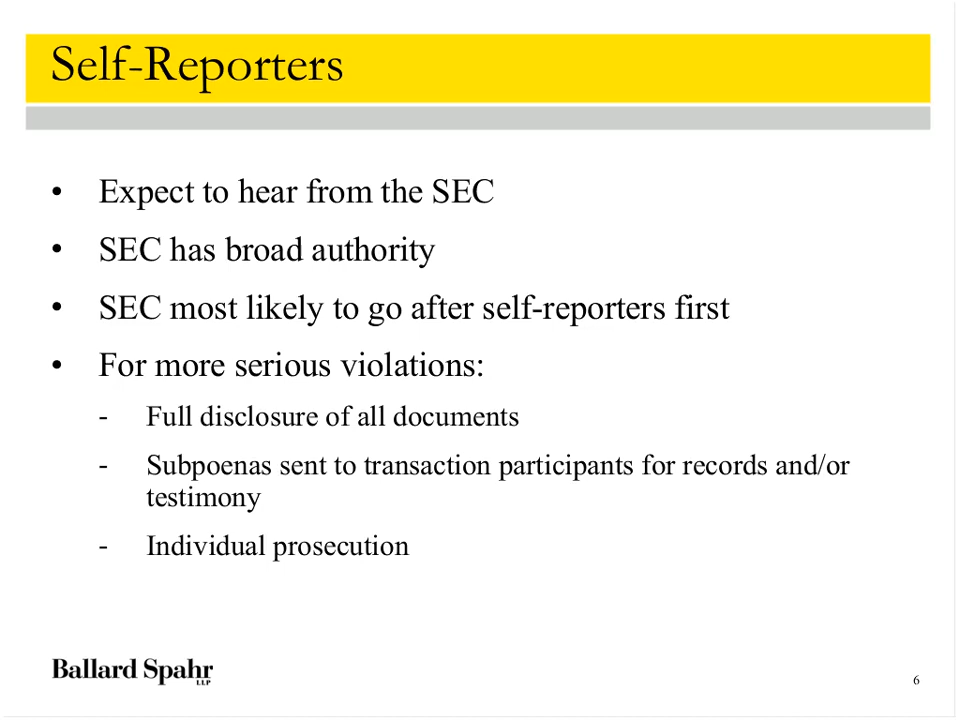 Self-Reporters
• Expect to hear from the SEC
• SEC has broad authority
• SEC most likely to go after self-reporters first
• For more serious violations:
- Full disclosure of all documents
- Subpoenas sent to transaction participants for records and/or
testimony
- Individual prosecution
Ballard Spahr
LLP
6